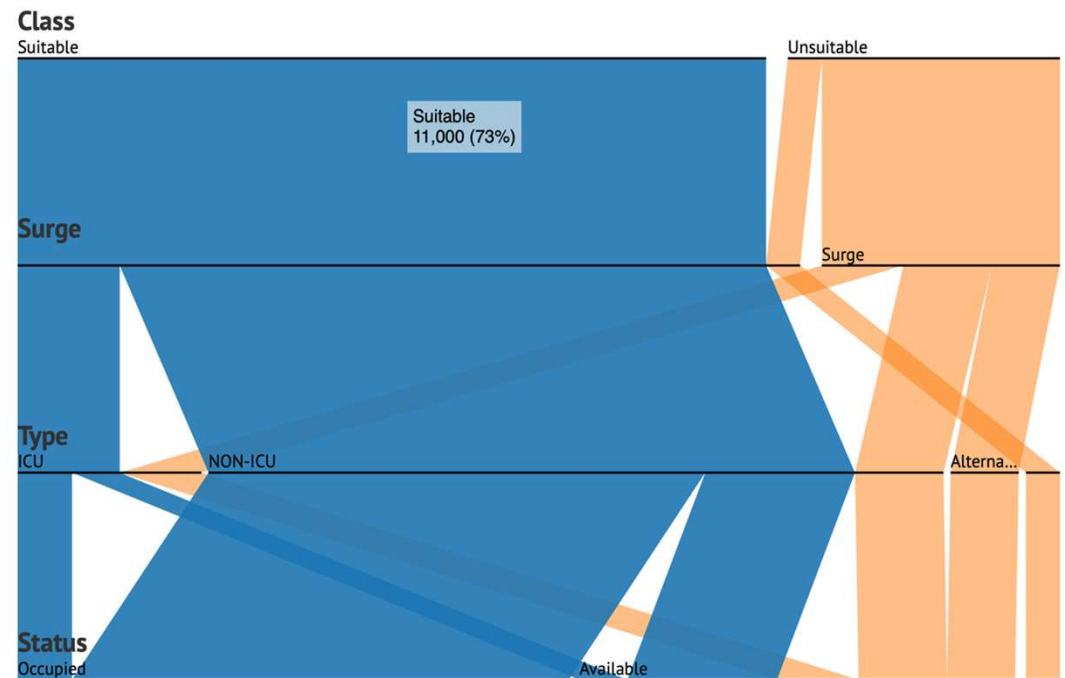 Class
Suitable
Unsuitable
Suitable
11,000 (73%)
Surge
Surge
Type
ICU
NON-ICU
Alterna...
Status
Occupied
Available